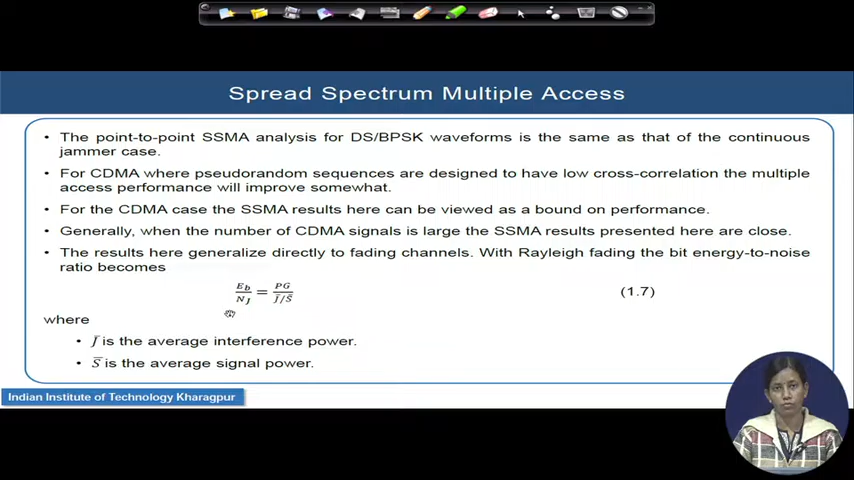 Spread Spectrum Multiple Access
• The point-to-point SSMA analysis for DS/BPSK waveforms is the same as that of the continuous
jammer case.
• For CDMA where pseudorandom sequences are designed to have low cross-correlation the multiple
access performance will improve somewhat.
• For the CDMA case the SSMA results here can be viewed as a bound on performance.
• Generally, when the number of CDMA signals is large the SSMA results presented here are close.
• The results here generalize directly to fading channels. With Rayleigh fading the bit energy-to-noise
ratio becomes
E_b/N_J = PG/(J̅/S̅) (1.7)
where
• J̅ is the average interference power.
• S̅ is the average signal power.
Indian Institute of Technology Kharagpur